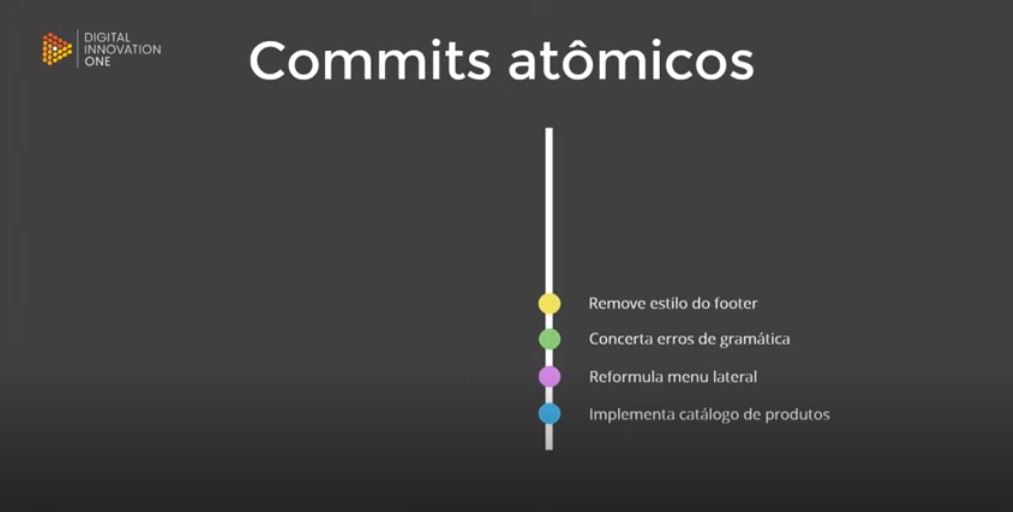 DIGITAL
INNOVATION
ONE
Commits atômicos
Remove estilo do footer
Concerta erros de gramática
Reformula menu lateral
Implementa catálogo de produtos